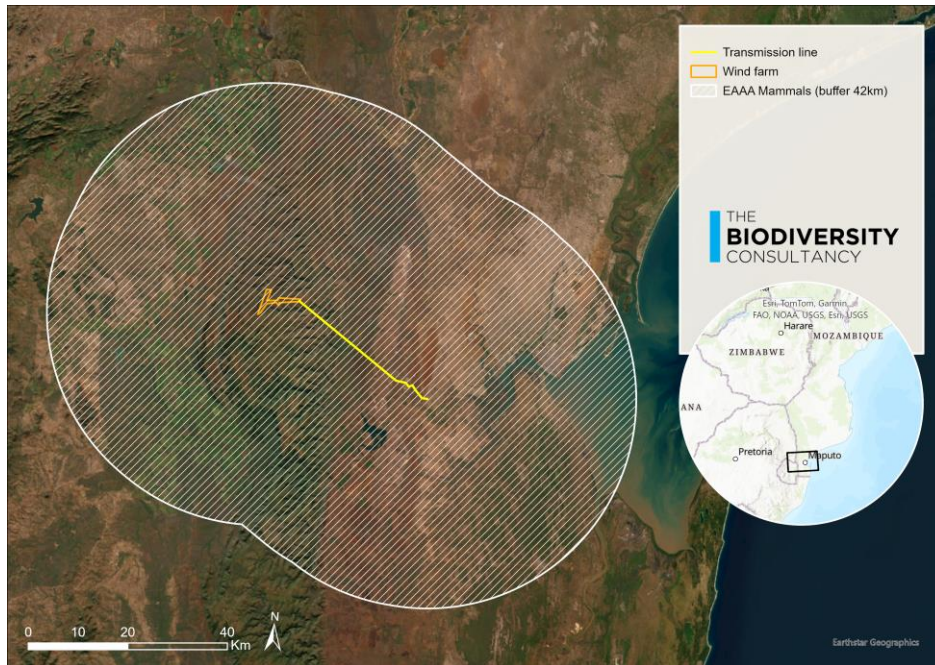 Transmission line
Wind farm
EAAA Mammals (buffer 42km)
THE
BIODIVERSITY
CONSULTANCY
Esri, TomTom, Garmin,
FAO, NOAA, USGS, Esri, USGS
Harare
MOZAMBIQUE
ZIMBABWE
ANA
Pretoria
Maputo
N
0 10 20 40
Km
Earthstar Geographics